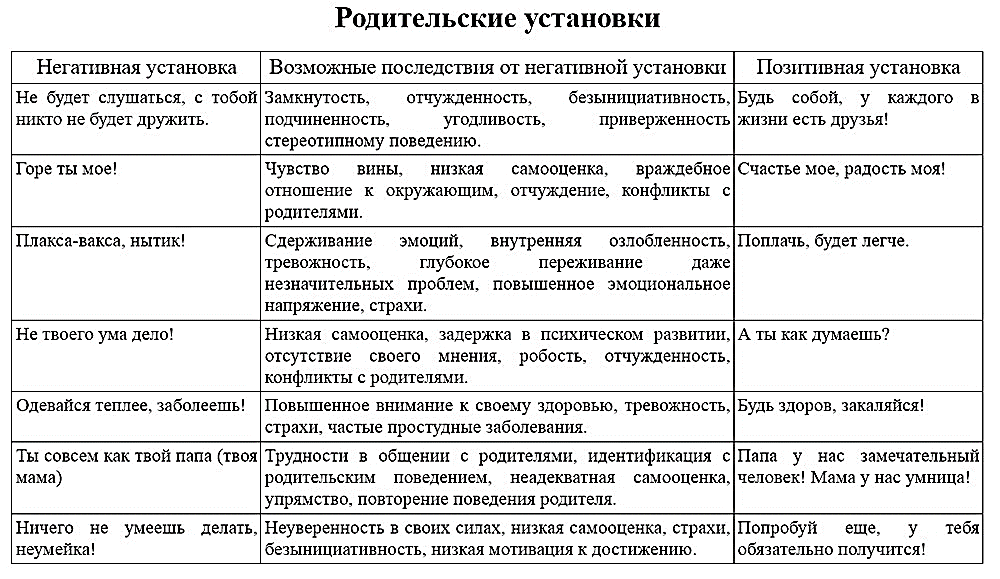 Родительские установки
Негативная установка
Возможные последствия от негативной установки
Позитивная установка
Не будет слушаться, с тобой
никто не будет дружить.
Замкнутость, отчужденность, безынициативность,
подчиненность, угодливость, приверженность
стереотипному поведению.
Будь собой, у каждого в
жизни есть друзья!
Горе ты мое!
Чувство вины, низкая самооценка, враждебное
отношение к окружающим, отчуждение, конфликты с
родителями.
Счастье мое, радость моя!
Плакса-вакса, нытик!
Сдерживание эмоций, внутренняя озлобленность,
тревожность, глубокое переживание даже
незначительных проблем, повышенное эмоциональное
напряжение, страхи.
Поплачь, будет легче.
Не твоего ума дело!
Низкая самооценка, задержка в психическом развитии,
отсутствие своего мнения, робость, отчужденность,
конфликты с родителями.
А ты как думаешь?
Одевайся теплее, заболеешь!
Повышенное внимание к своему здоровью, тревожность,
страхи, частые простудные заболевания.
Будь здоров, закаляйся!
Ты совсем как твой папа (твоя
мама)
Трудности в общении с родителями, идентификация с
родительским поведением, неадекватная самооценка,
упрямство, повторение поведения родителя.
Папа у нас замечательный
человек! Мама у нас умница!
Ничего не умеешь делать,
неумейка!
Неуверенность в своих силах, низкая самооценка, страхи,
безынициативность, низкая мотивация к достижению.
Попробуй еще, у тебя
обязательно получится!